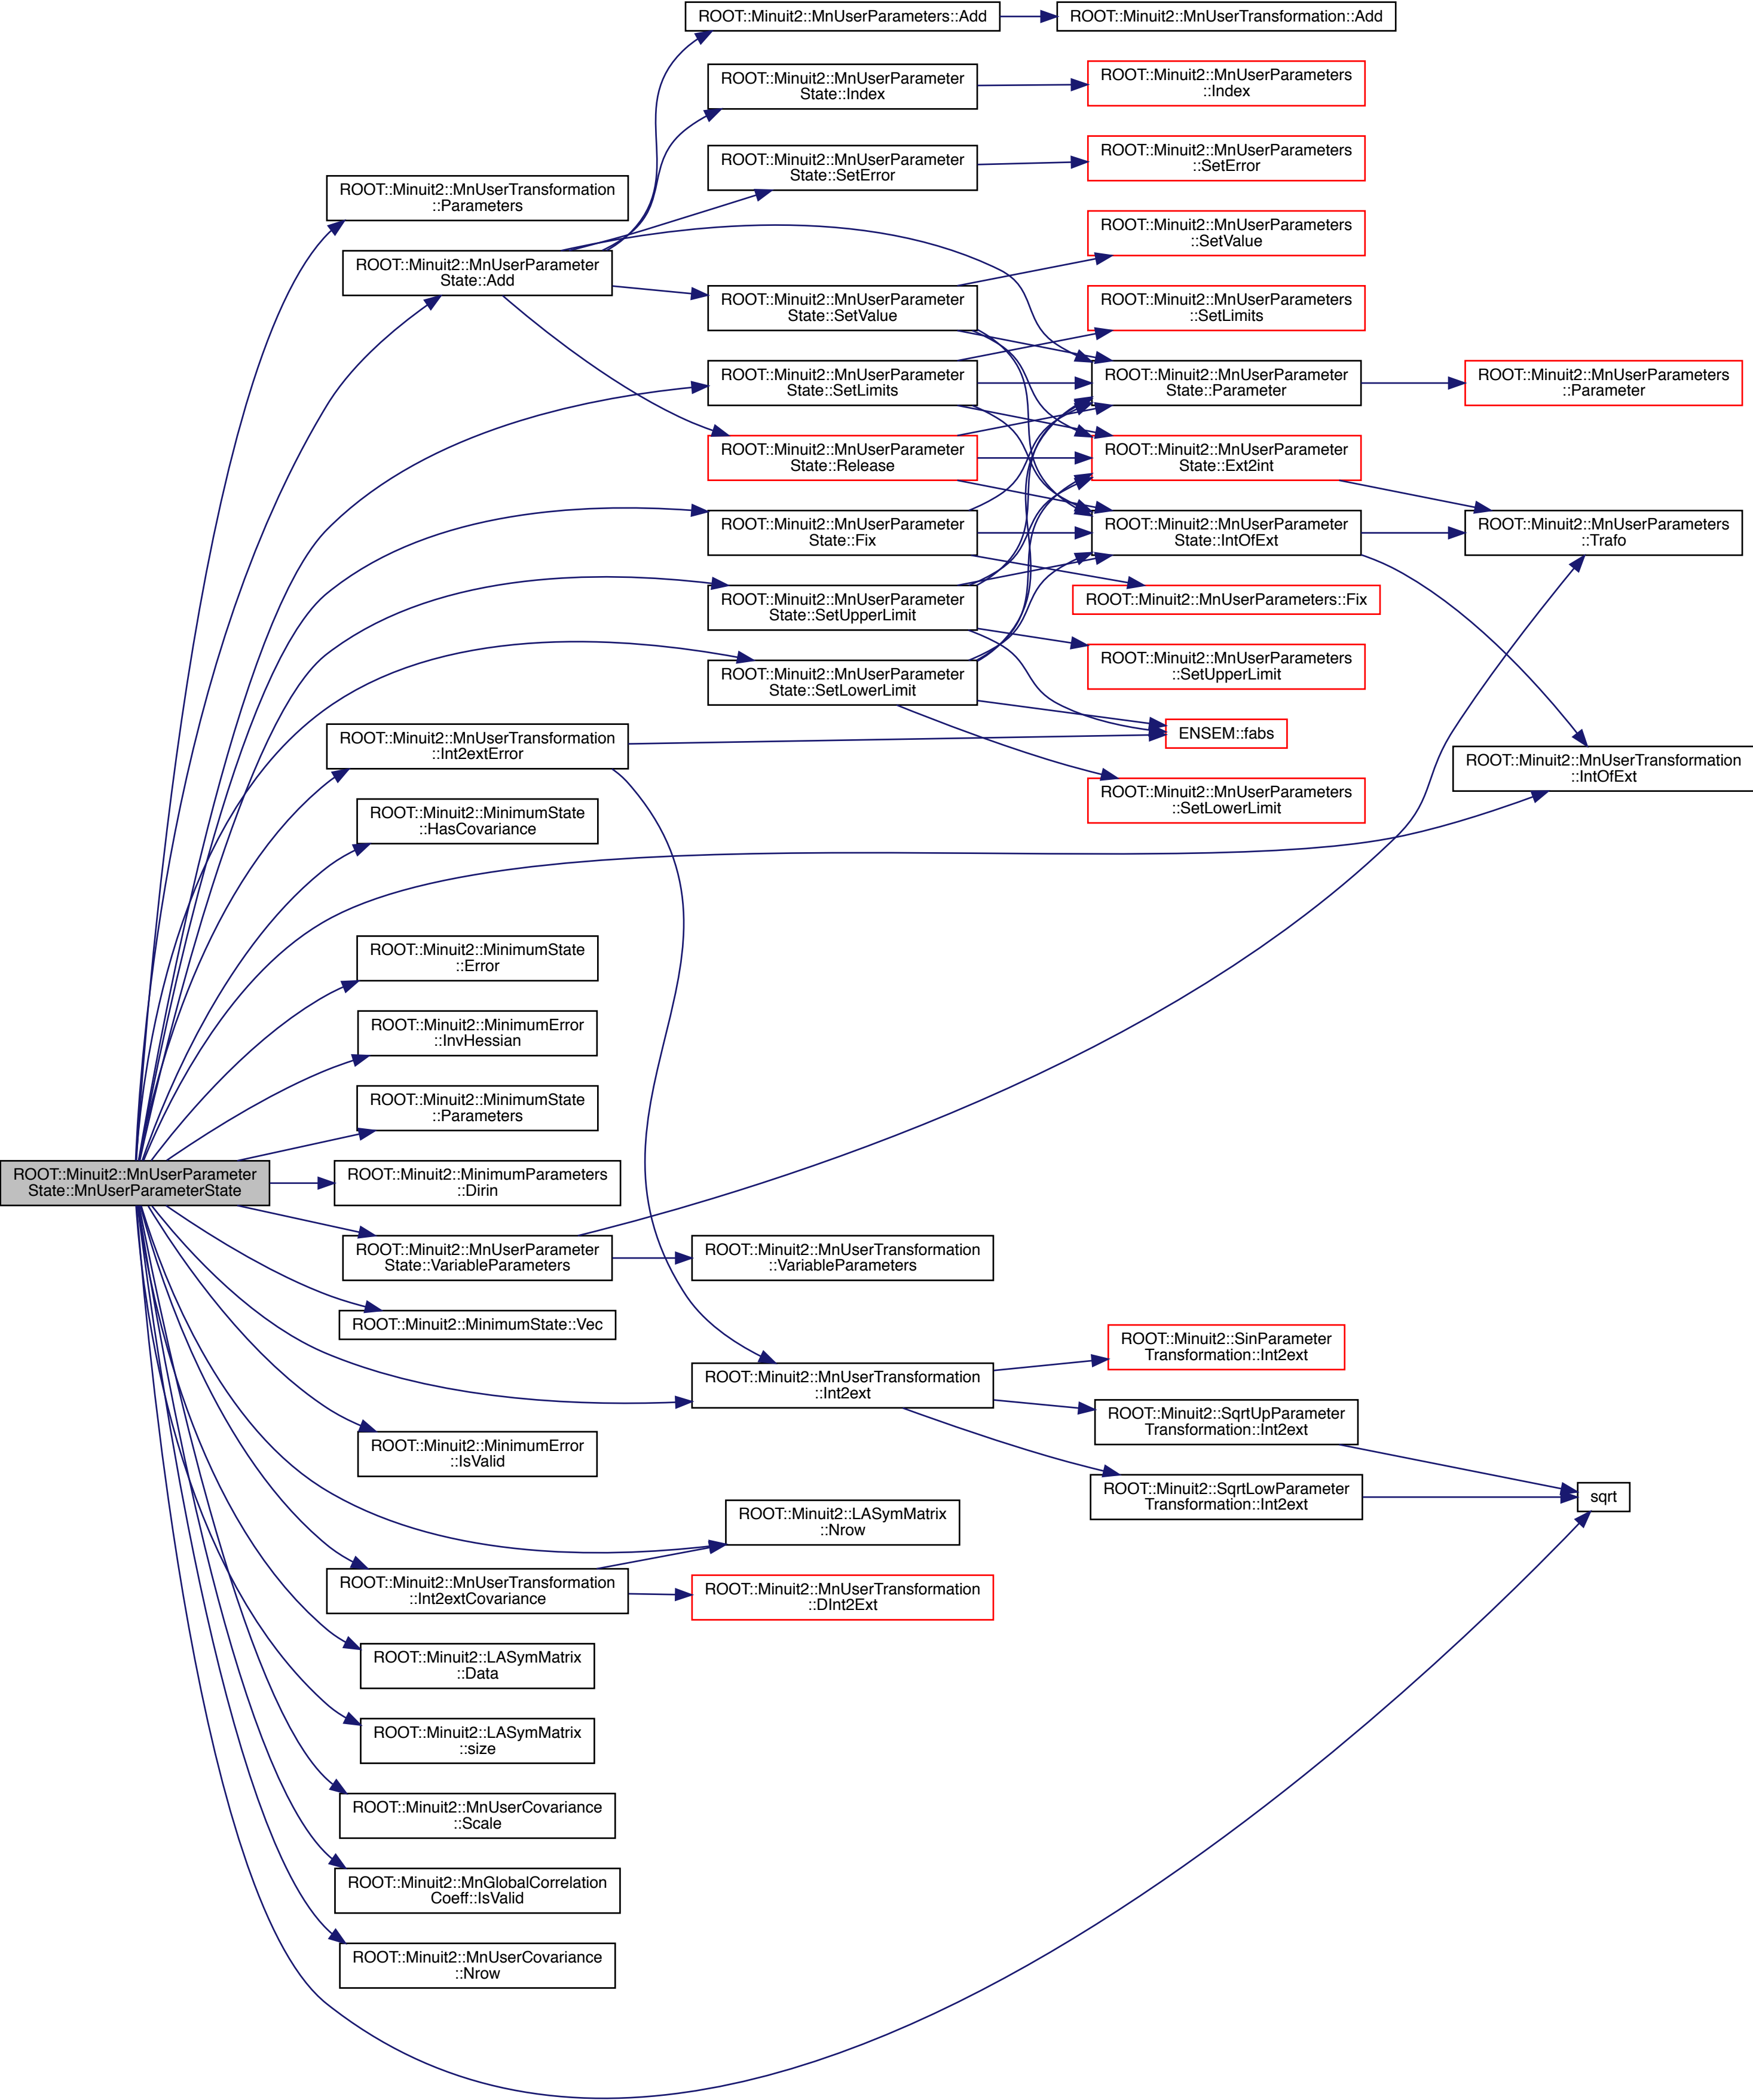 ROOT::Minuit2::MnUserParameters::Add
ROOT::Minuit2::MnUserTransformation::Add
ROOT::Minuit2::MnUserParameter
State::Index
ROOT::Minuit2::MnUserParameters
::Index
ROOT::Minuit2::MnUserParameter
State::SetError
ROOT::Minuit2::MnUserParameters
::SetError
ROOT::Minuit2::MnUserTransformation
::Parameters
ROOT::Minuit2::MnUserParameters
::SetValue
ROOT::Minuit2::MnUserParameter
State::Add
ROOT::Minuit2::MnUserParameter
State::SetValue
ROOT::Minuit2::MnUserParameters
::SetLimits
ROOT::Minuit2::MnUserParameter
State::SetLimits
ROOT::Minuit2::MnUserParameter
State::Parameter
ROOT::Minuit2::MnUserParameters
::Parameter
ROOT::Minuit2::MnUserParameter
State::Release
ROOT::Minuit2::MnUserParameter
State::Ext2int
ROOT::Minuit2::MnUserParameter
State::Fix
ROOT::Minuit2::MnUserParameter
State::IntOfExt
ROOT::Minuit2::MnUserParameters
::Trafo
ROOT::Minuit2::MnUserParameter
State::SetUpperLimit
ROOT::Minuit2::MnUserParameters::Fix
ROOT::Minuit2::MnUserParameter
State::SetLowerLimit
ROOT::Minuit2::MnUserParameters
::SetUpperLimit
ROOT::Minuit2::MnUserTransformation
::Int2extError
ENSEM::fabs
ROOT::Minuit2::MnUserTransformation
::IntOfExt
ROOT::Minuit2::MnUserParameters
::SetLowerLimit
ROOT::Minuit2::MinimumState
::HasCovariance
ROOT::Minuit2::MinimumState
::Error
ROOT::Minuit2::MinimumError
::InvHessian
ROOT::Minuit2::MinimumState
::Parameters
ROOT::Minuit2::MnUserParameter
State::MnUserParameterState
ROOT::Minuit2::MinimumParameters
::Dirin
ROOT::Minuit2::MnUserParameter
State::VariableParameters
ROOT::Minuit2::MnUserTransformation
::VariableParameters
ROOT::Minuit2::MinimumState::Vec
ROOT::Minuit2::SinParameter
Transformation::Int2ext
ROOT::Minuit2::MnUserTransformation
::Int2ext
ROOT::Minuit2::SqrtUpParameter
Transformation::Int2ext
ROOT::Minuit2::MinimumError
::IsValid
ROOT::Minuit2::SqrtLowParameter
Transformation::Int2ext
sqrt
ROOT::Minuit2::LASymMatrix
::Nrow
ROOT::Minuit2::MnUserTransformation
::Int2extCovariance
ROOT::Minuit2::MnUserTransformation
::DInt2Ext
ROOT::Minuit2::LASymMatrix
::Data
ROOT::Minuit2::LASymMatrix
::size
ROOT::Minuit2::MnUserCovariance
::Scale
ROOT::Minuit2::MnGlobalCorrelation
Coeff::IsValid
ROOT::Minuit2::MnUserCovariance
::Nrow